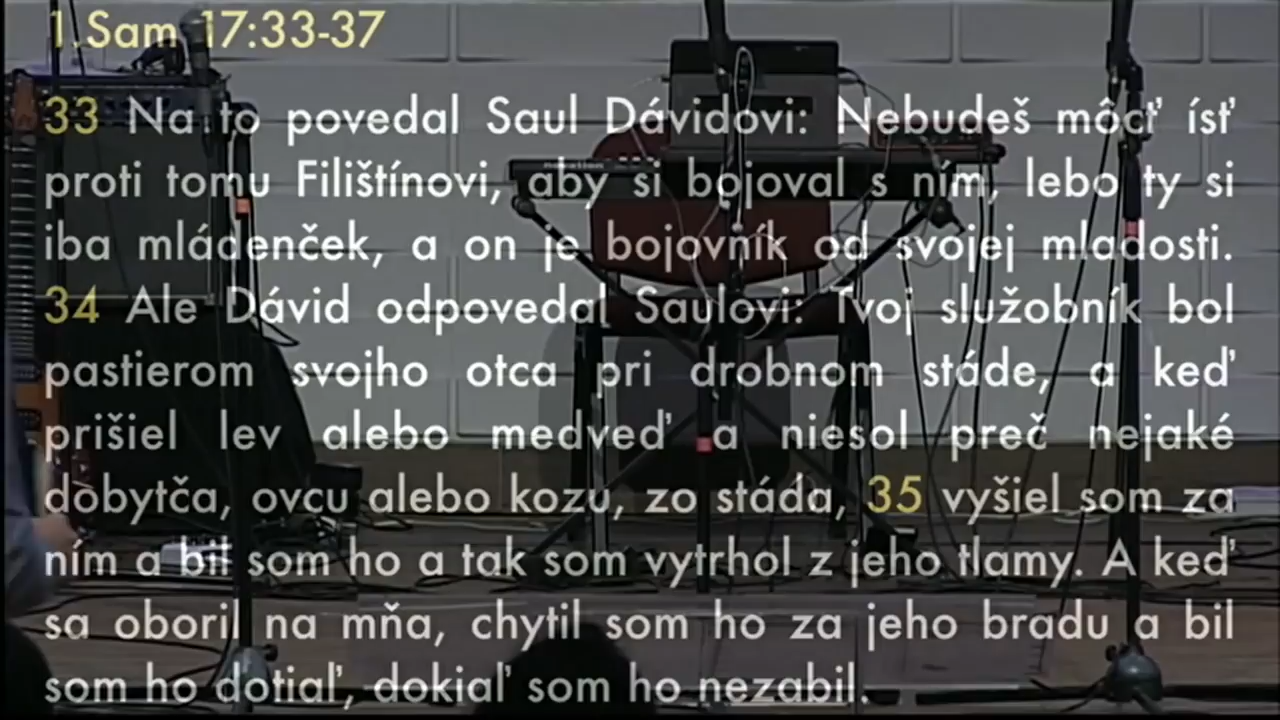 1.Sam 17:33-37
33 Na to povedal Saul Dávidovi: Nebudeš môcť ísť
proti tomu Filištínovi, aby si bojoval s ním, lebo ty si
iba mládenček, a on je bojovník od svojej mladosti.
34 Ale Dávid odpovedal Saulovi: Tvoj služobník bol
pastierom svojho otca pri drobnom stáde, a keď
prišiel lev alebo medveď a niesol preč nejaké
dobytča, ovcu alebo kozu, zo stáda, 35 vyšiel som za
ním a bil som ho a tak som vytrhol z jeho tlamy. A keď
sa oboril na mňa, chytil som ho za jeho bradu a bil
som ho dotiaľ, dokiaľ som ho nezabil.
novation